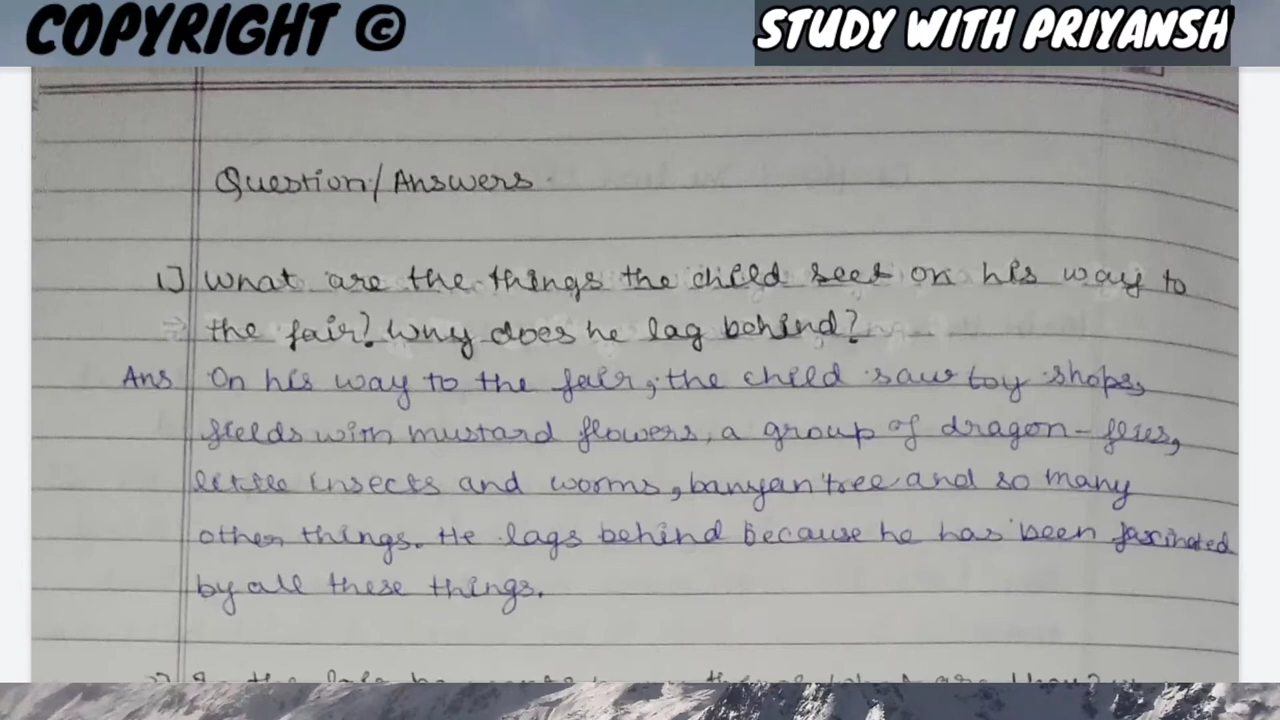 COPYRIGHT ©
STUDY WITH PRIYANSH
Question/Answers
1] What are the things the child sees on his way to
the fair? Why does he lag behind?
Ans On his way to the fair, the child saw toy shops,
fields with mustard flowers, a group of dragon-flies,
little insects and worms, banyan tree and so many
other things. He lags behind because he has been fascinated
by all these things.